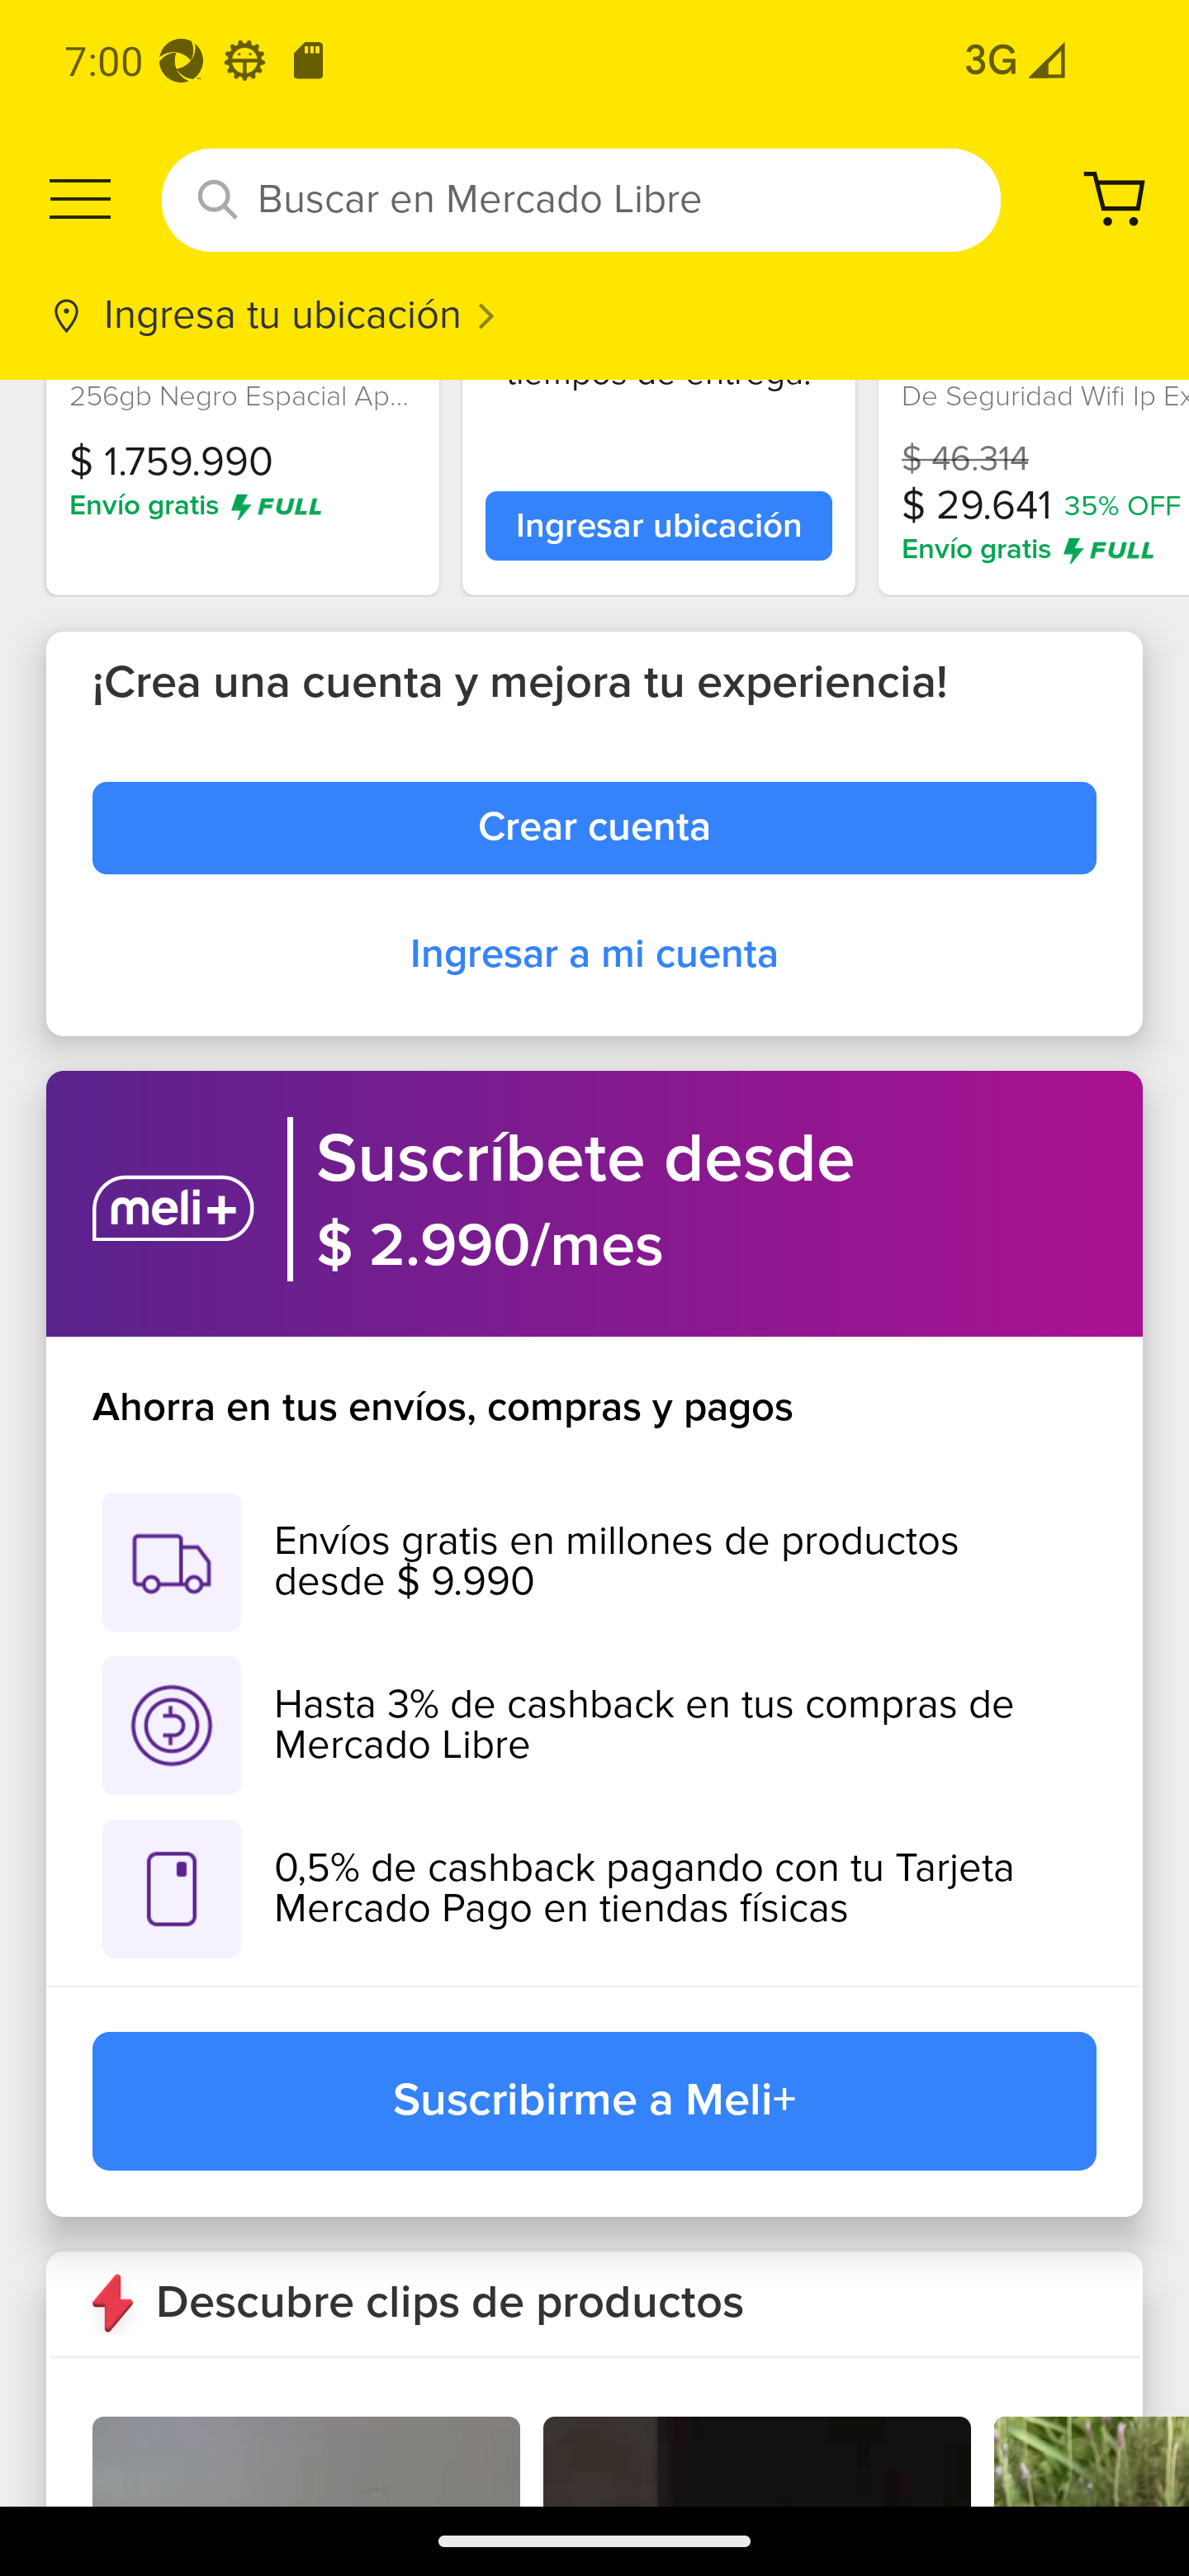 7:00
3G
Buscar en Mercado Libre
Ingresa tu ubicación
256gb Negro Espacial Ap...
$ 1.759.990
Envío gratis FULL
tiempos de entrega.
Ingresar ubicación
De Seguridad Wifi Ip
$ 46.314
$ 29.641 35% OFF
Envío gratis FULL
¡Crea una cuenta y mejora tu experiencia!
Crear cuenta
Ingresar a mi cuenta
meli+
Suscríbete desde
$ 2.990/mes
Ahorra en tus envíos, compras y pagos
Envíos gratis en millones de productos
desde $ 9.990
Hasta 3% de cashback en tus compras de
Mercado Libre
0,5% de cashback pagando con tu Tarjeta
Mercado Pago en tiendas físicas
Suscribirme a Meli+
Descubre clips de productos